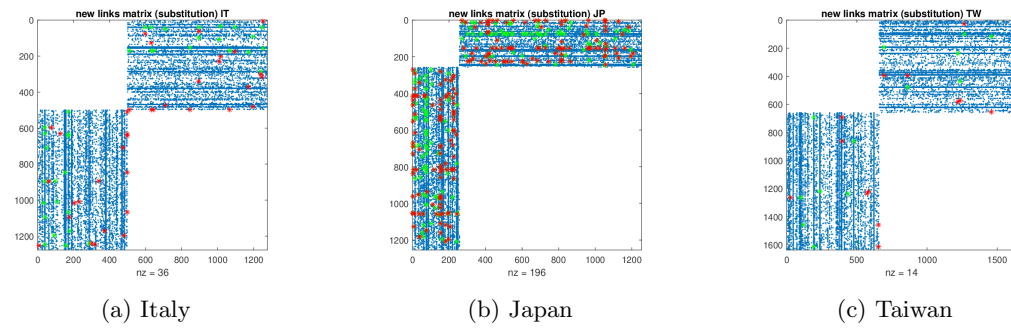 new links matrix (substitution) IT
0
200
400
600
800
1000
1200
0 200 400 600 800 1000 1200
nz = 36
(a) Italy
new links matrix (substitution) JP
0
200
400
600
800
1000
1200
0 200 400 600 800 1000 1200
nz = 196
(b) Japan
new links matrix (substitution) TW
0
200
400
600
800
1000
1200
1400
1600
0 500 1000 1500
nz = 14
(c) Taiwan